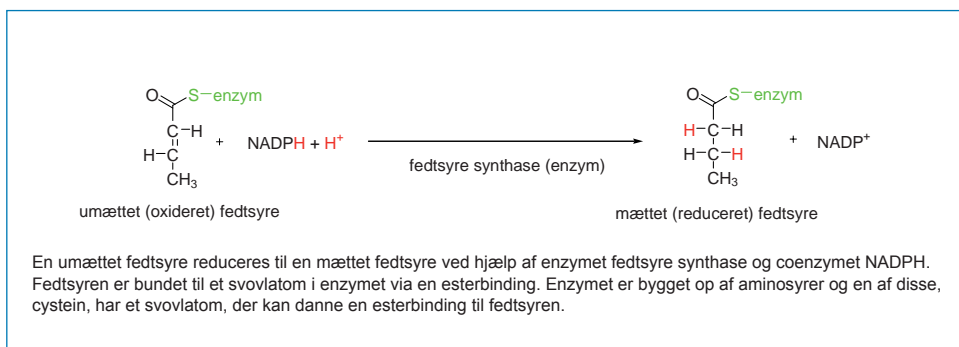 O S–enzym
C
C–H + NADPH + H⁺
H–C
CH₃
umættet (oxideret) fedtsyre
fedtsyre synthase (enzym)
O S–enzym
C
H–C–H + NADP⁺
H–C–H
CH₃
mættet (reduceret) fedtsyre
En umættet fedtsyre reduceres til en mættet fedtsyre ved hjælp af enzymet fedtsyre synthase og coenzymet NADPH.
Fedtsyren er bundet til et svovlatom i enzymet via en esterbinding. Enzymet er bygget op af aminosyrer og en af disse,
cystein, har et svovlatom, der kan danne en esterbinding til fedtsyren.